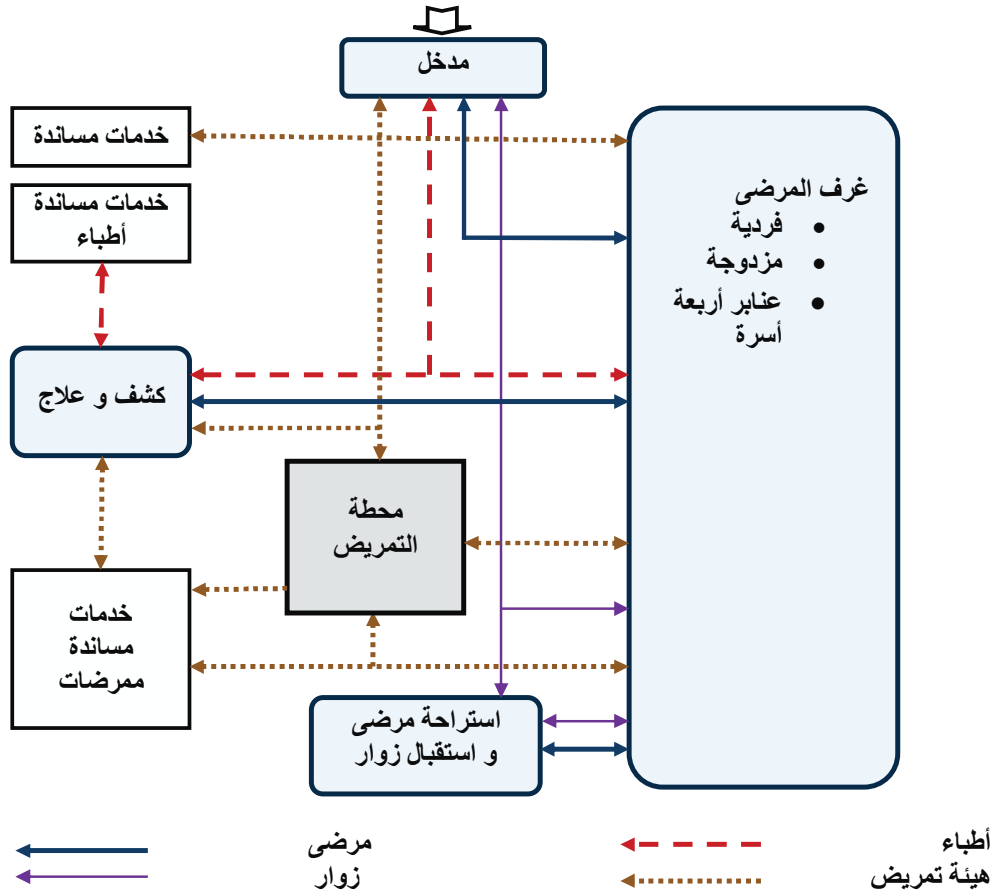 مدخل
خدمات مساندة
خدمات مساندة
أطباء
غرف المرضى
• فردية
• مزدوجة
• عنابر أربعة
أسرة
كشف و علاج
محطة
التمريض
خدمات
مساندة
ممرضات
استراحة مرضى
و استقبال زوار
أطباء
مرضى
هيئة تمريض
زوار